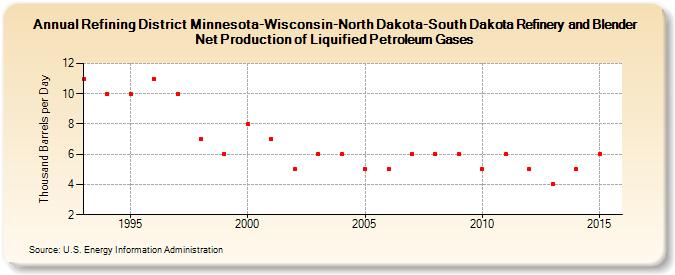 Annual Refining District Minnesota-Wisconsin-North Dakota-South Dakota Refinery and Blender
Net Production of Liquified Petroleum Gases
Thousand Barrels per Day
12
10
8
6
4
2
1995 2000 2005 2010 2015
Source: U.S. Energy Information Administration